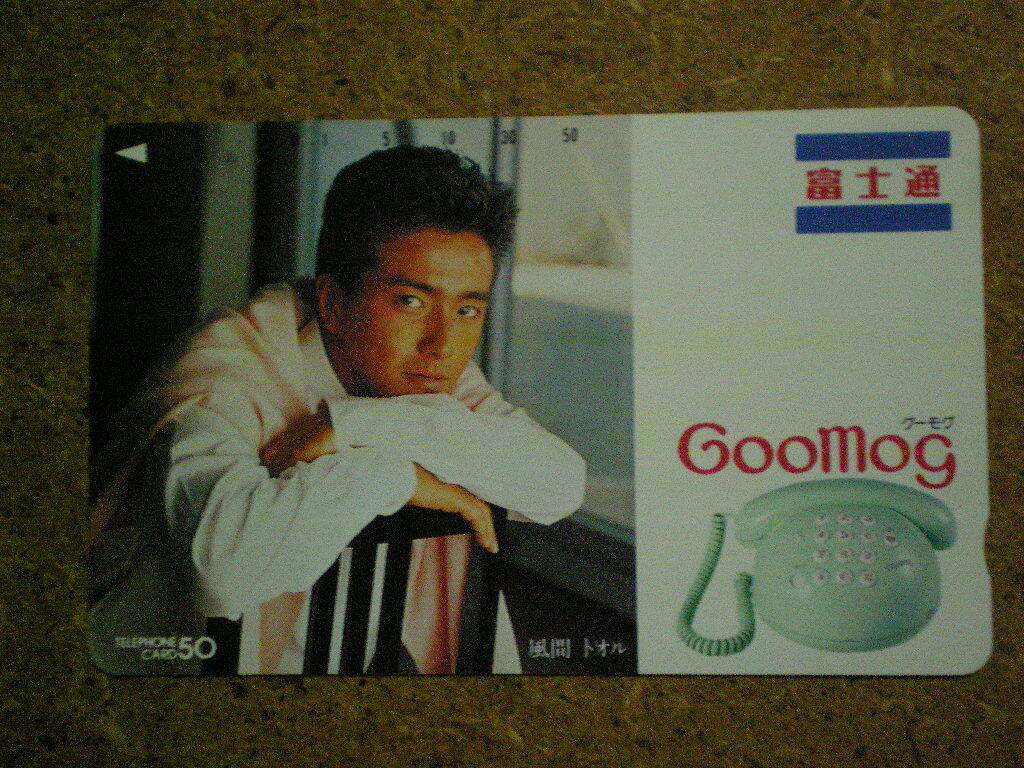 1 5 10 30 50
富士通
グーモグ
GooMog
TELEPHONE
CARD 50
風間 トオル